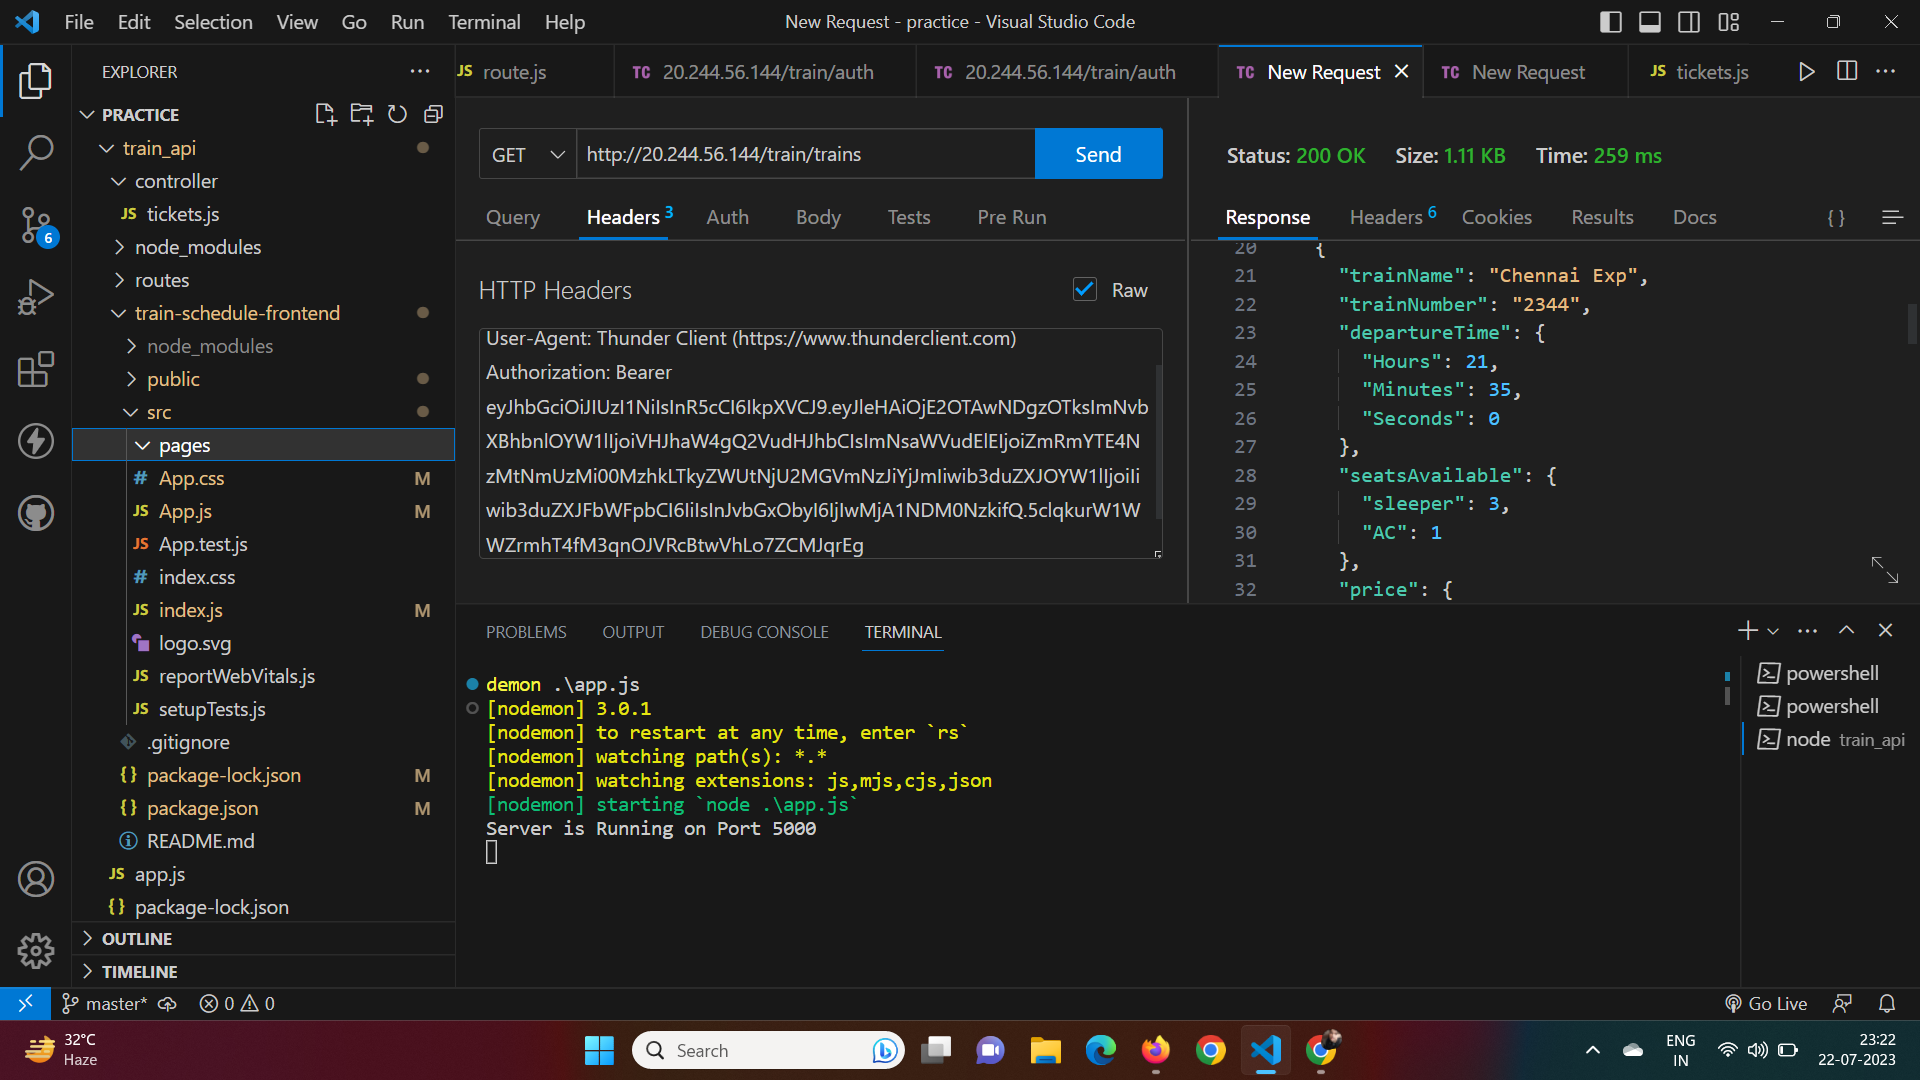 File Edit Selection View Go Run Terminal Help
New Request - practice - Visual Studio Code
EXPLORER
PRACTICE
train_api
controller
JS tickets.js
node_modules
routes
train-schedule-frontend
node_modules
public
src
pages
# App.css M
JS App.js M
JS App.test.js
# index.css
JS index.js M
logo.svg
JS reportWebVitals.js
JS setupTests.js
.gitignore
{} package-lock.json M
{} package.json M
README.md
JS app.js
{} package-lock.json
OUTLINE
TIMELINE
6
JS route.js
TC 20.244.56.144/train/auth
TC 20.244.56.144/train/auth
TC New Request
TC New Request
JS tickets.js
GET http://20.244.56.144/train/trains Send
Query Headers 3 Auth Body Tests Pre Run
HTTP Headers Raw
User-Agent: Thunder Client (https://www.thunderclient.com)
Authorization: Bearer
eyJhbGciOiJIUzI1NiIsInR5cCI6IkpXVCJ9.eyJleHAiOjE2OTAwNDgzOTksImNvb
XBhbnlOYW1lIjoiVHJhaW4gQ2VudHJhbCIsImNsaWVudElEIjoiZmRmYTE4N
zMtNmUzMi00MzhkLTkyZWUtNjU2MGVmNzJiYjJmIiwib3duZXJOYW1lIjoiIi
wib3duZXJFbWFpbCI6IiIsInJvbGxObyI6IjIwMjA1NDM0NzkifQ.5clqkurW1W
WZrmhT4fM3qnOJVRcBtwVhLo7ZCMJqrEg
Status: 200 OK Size: 1.11 KB Time: 259 ms
Response Headers 6 Cookies Results Docs { }
20 {
21 "trainName": "Chennai Exp",
22 "trainNumber": "2344",
23 "departureTime": {
24 "Hours": 21,
25 "Minutes": 35,
26 "Seconds": 0
27 },
28 "seatsAvailable": {
29 "sleeper": 3,
30 "AC": 1
31 },
32 "price": {
PROBLEMS OUTPUT DEBUG CONSOLE TERMINAL
demon .\app.js
[nodemon] 3.0.1
[nodemon] to restart at any time, enter `rs`
[nodemon] watching path(s): *.*
[nodemon] watching extensions: js,mjs,cjs,json
[nodemon] starting `node .\app.js`
Server is Running on Port 5000
powershell
powershell
node train_api
master* 0 0
Go Live
32°C
Haze
Search
ENG
IN
23:22
22-07-2023